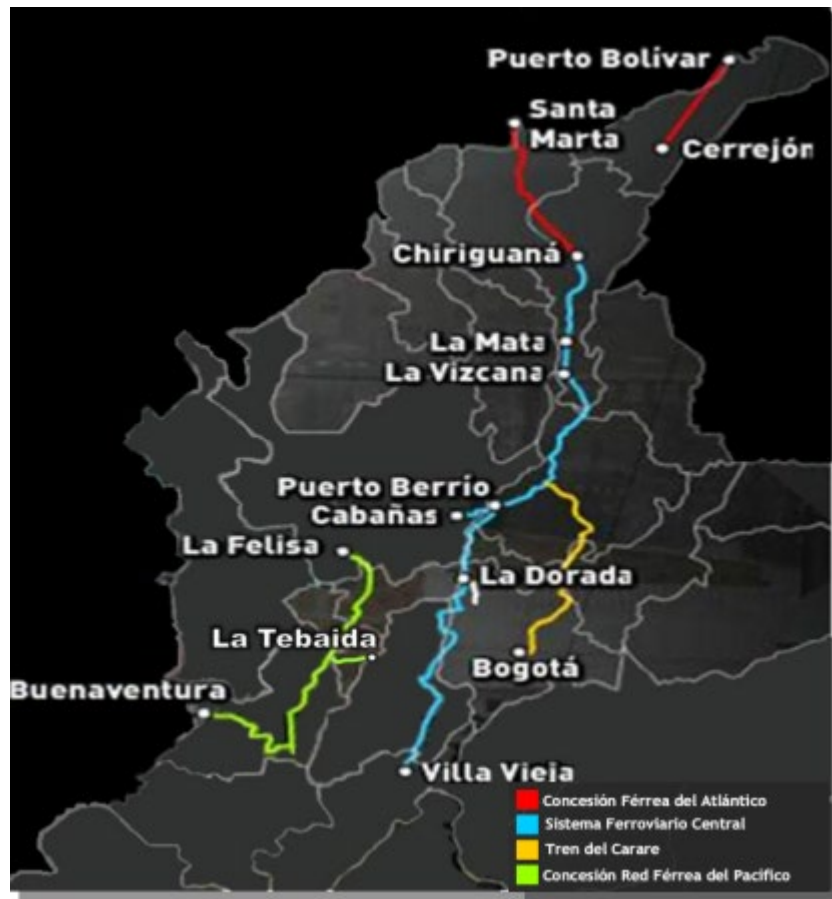 Puerto Bolívar
Santa
Marta
Cerrejón
Chiriguaná
La Mata
La Vizcana
Puerto Berrío
Cabañas
La Felisa
La Dorada
La Tebaida
Bogotá
Buenaventura
Villa Vieja
Concesión Férrea del Atlántico
Sistema Ferroviario Central
Tren del Carare
Concesión Red Férrea del Pacífico